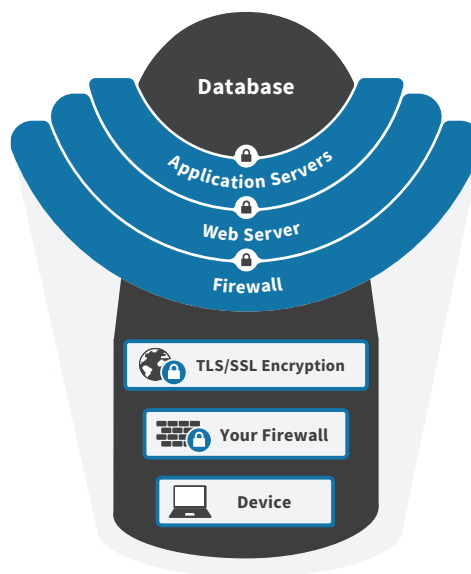 Database
Application Servers
Web Server
Firewall
TLS/SSL Encryption
Your Firewall
Device